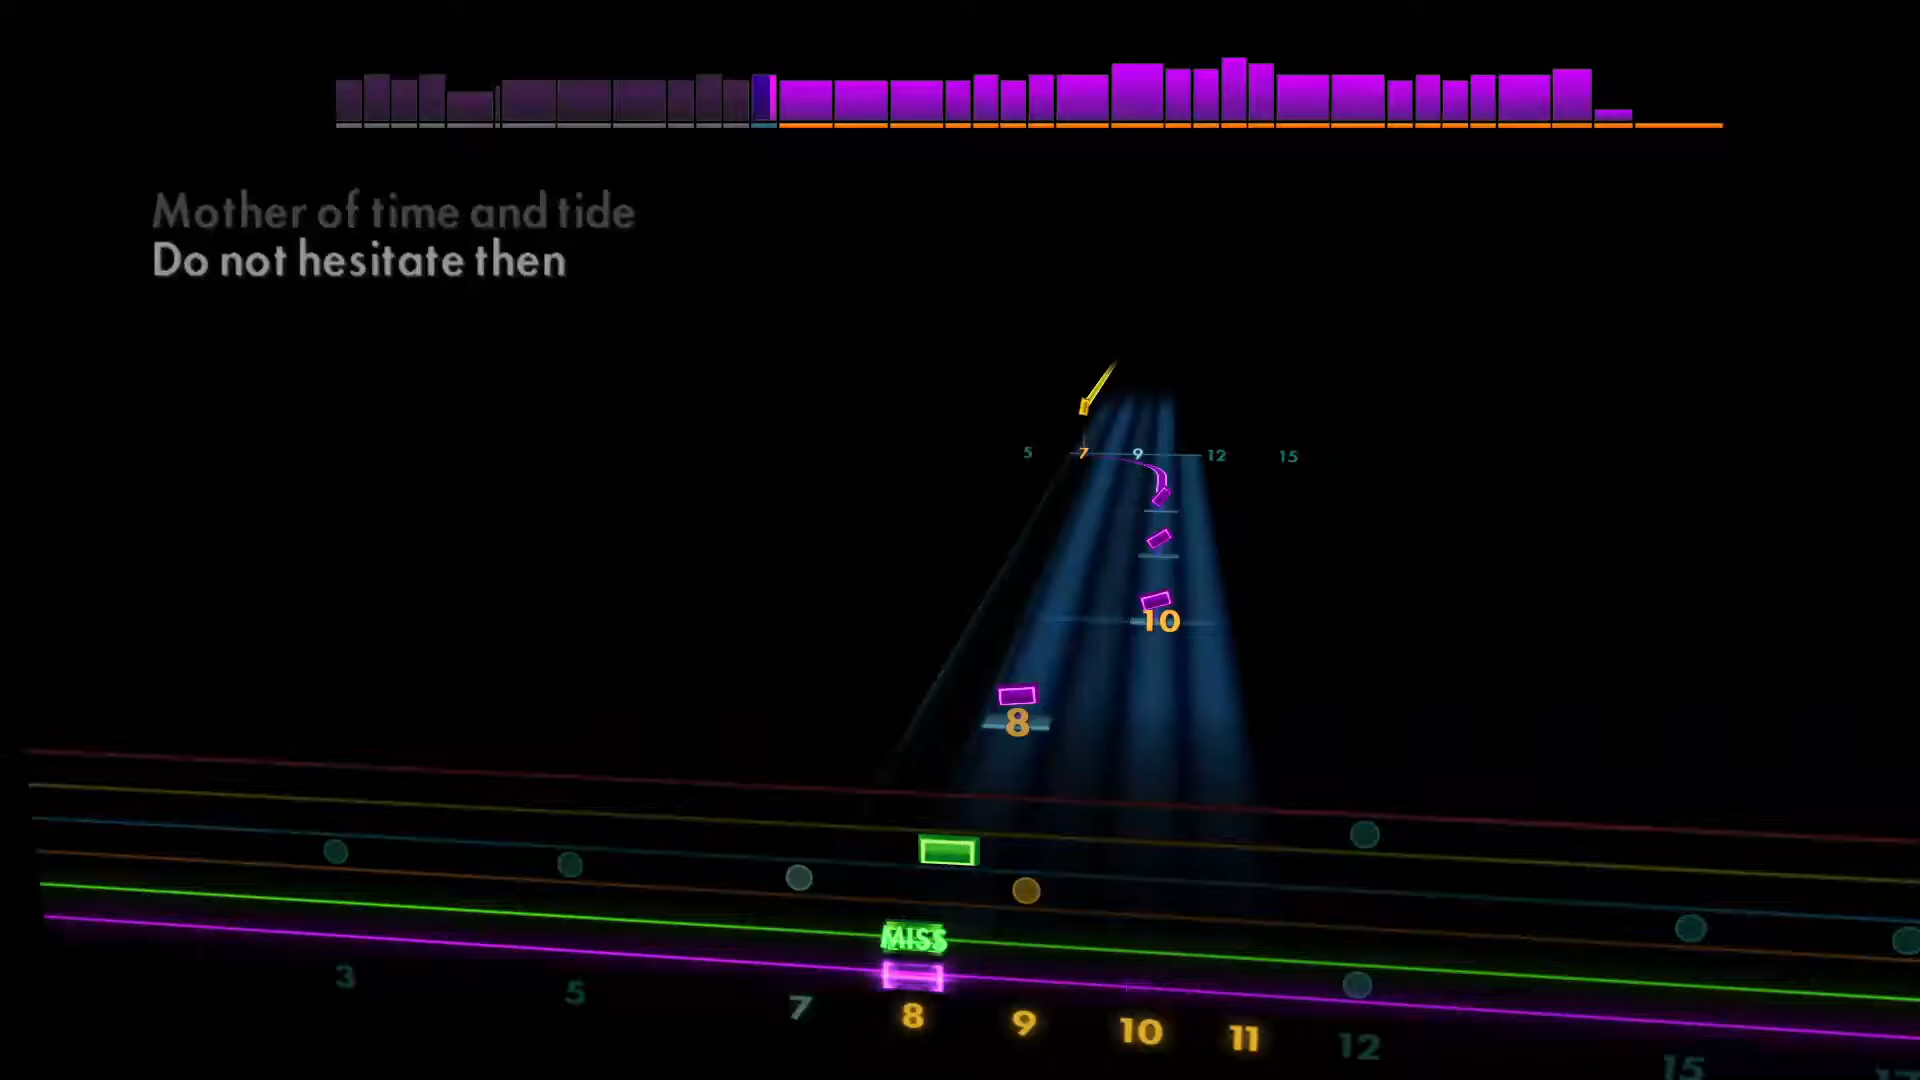 Mother of time and tide
Do not hesitate then
5 7 9 12 15
10
8
MISS
3 5 7 8 9 10 11 12 15